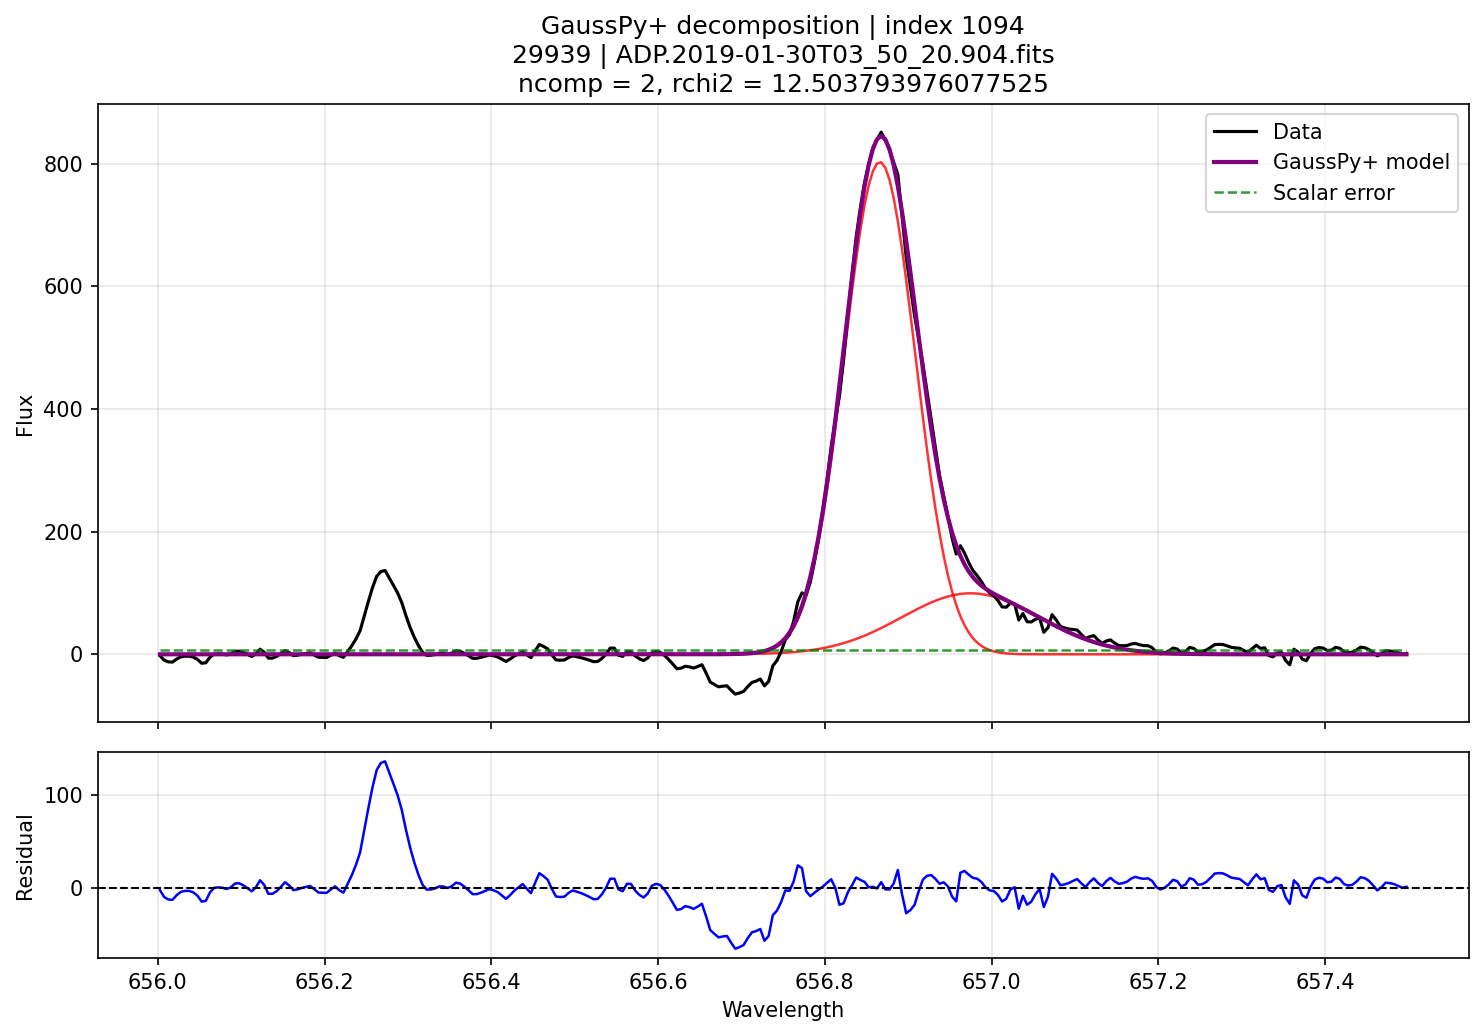 GaussPy+ decomposition | index 1094
29939 | ADP.2019-01-30T03_50_20.904.fits
ncomp = 2, rchi2 = 12.503793976077525
Data
GaussPy+ model
Scalar error
800
600
400
200
0
Flux
100
0
Residual
656.0 656.2 656.4 656.6 656.8 657.0 657.2 657.4
Wavelength